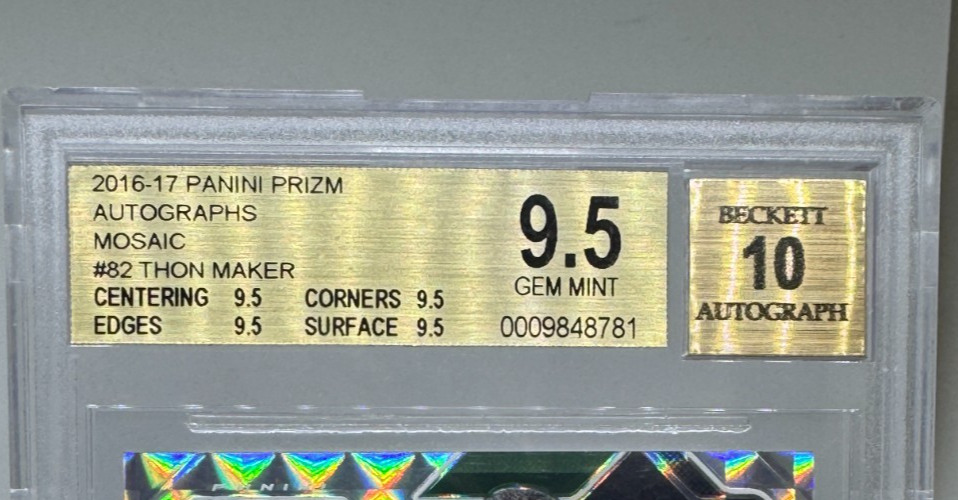 2016-17 PANINI PRIZM
AUTOGRAPHS
MOSAIC
#82 THON MAKER
CENTERING 9.5 CORNERS 9.5
EDGES 9.5 SURFACE 9.5
9.5
GEM MINT
0009848781
BECKETT
10
AUTOGRAPH